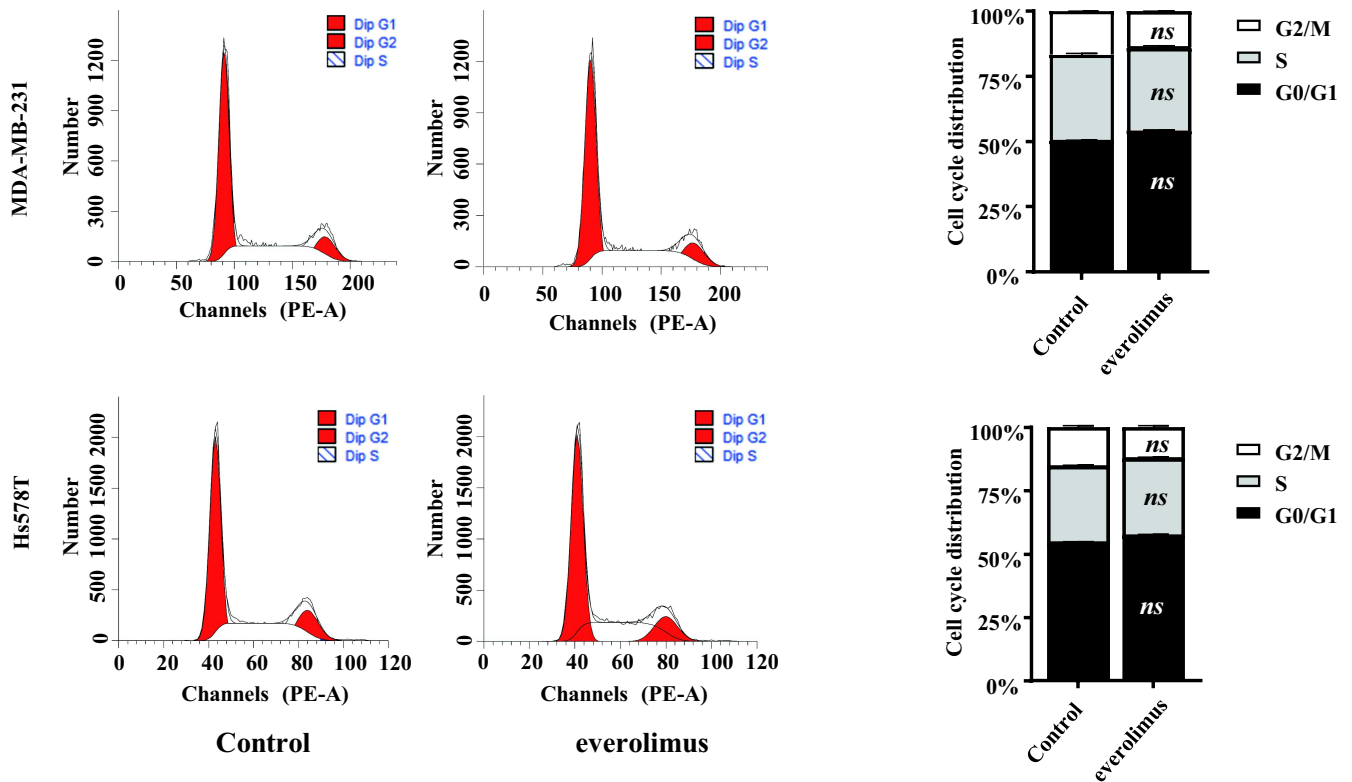 MDA-MB-231
Number
1200
900
600
300
0
0 50 100 150 200
Channels (PE-A)
Dip G1
Dip G2
Dip S
Number
1200
900
600
300
0
0 50 100 150 200
Channels (PE-A)
Dip G1
Dip G2
Dip S
Cell cycle distribution
100%
75%
50%
25%
0%
ns
ns
ns
Control
everolimus
G2/M
S
G0/G1
Hs578T
Number
2000
1500
1000
500
0
0 20 40 60 80 100 120
Channels (PE-A)
Dip G1
Dip G2
Dip S
Control
Number
2000
1500
1000
500
0
0 20 40 60 80 100 120
Channels (PE-A)
Dip G1
Dip G2
Dip S
everolimus
Cell cycle distribution
100%
75%
50%
25%
0%
ns
ns
ns
Control
everolimus
G2/M
S
G0/G1